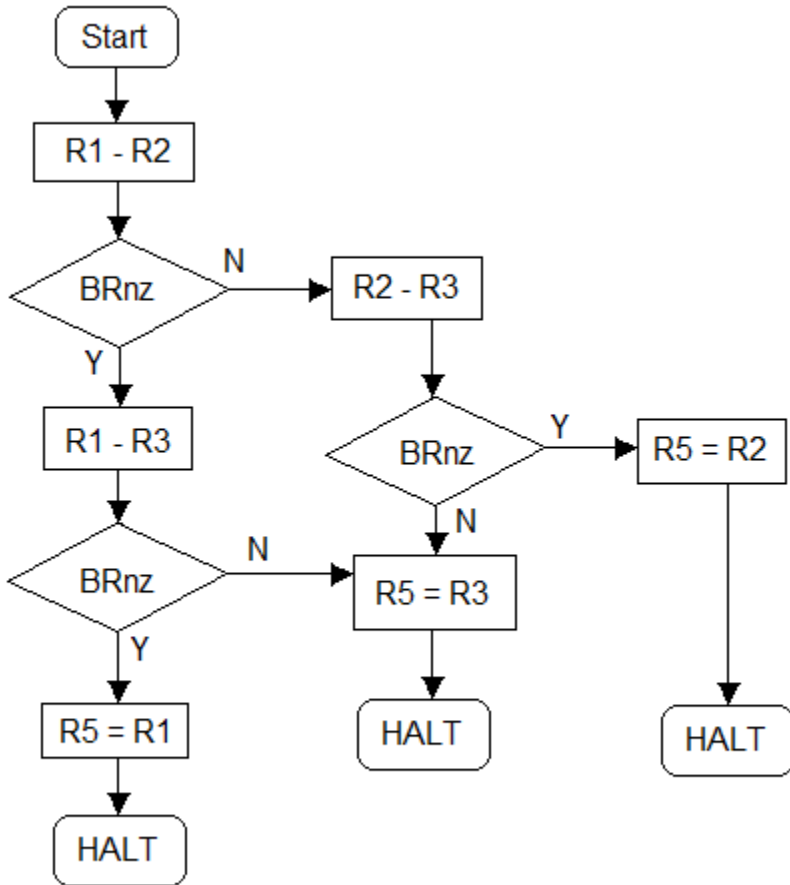 Start
R1 - R2
BRnz
N
R2 - R3
Y
R1 - R3
BRnz
Y
R5 = R2
N
BRnz
N
R5 = R3
Y
R5 = R1
HALT
HALT
HALT